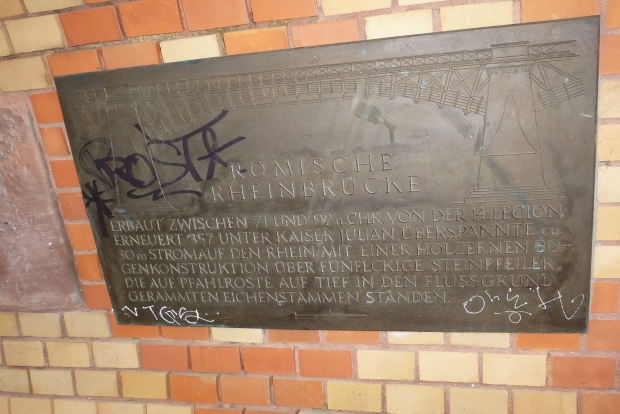 RÖMISCHE
RHEINBRÜCKE
ERBAUT ZWISCHEN 71 UND 92 n. CHR. VON DER 14. LEGION
ERNEUERT 357 UNTER KAISER JULIAN ÜBERSPANNTE CA.
30 m STROMAUF DEN RHEIN MIT EINER HÖLZERNEN BO-
GENKONSTRUKTION ÜBER FÜNFECKIGE STEINPFEILER,
DIE AUF PFAHLROSTE AUF TIEF IN DEN FLUSSGRUND
GERAMMTEN EICHENSTÄMMEN STANDEN.